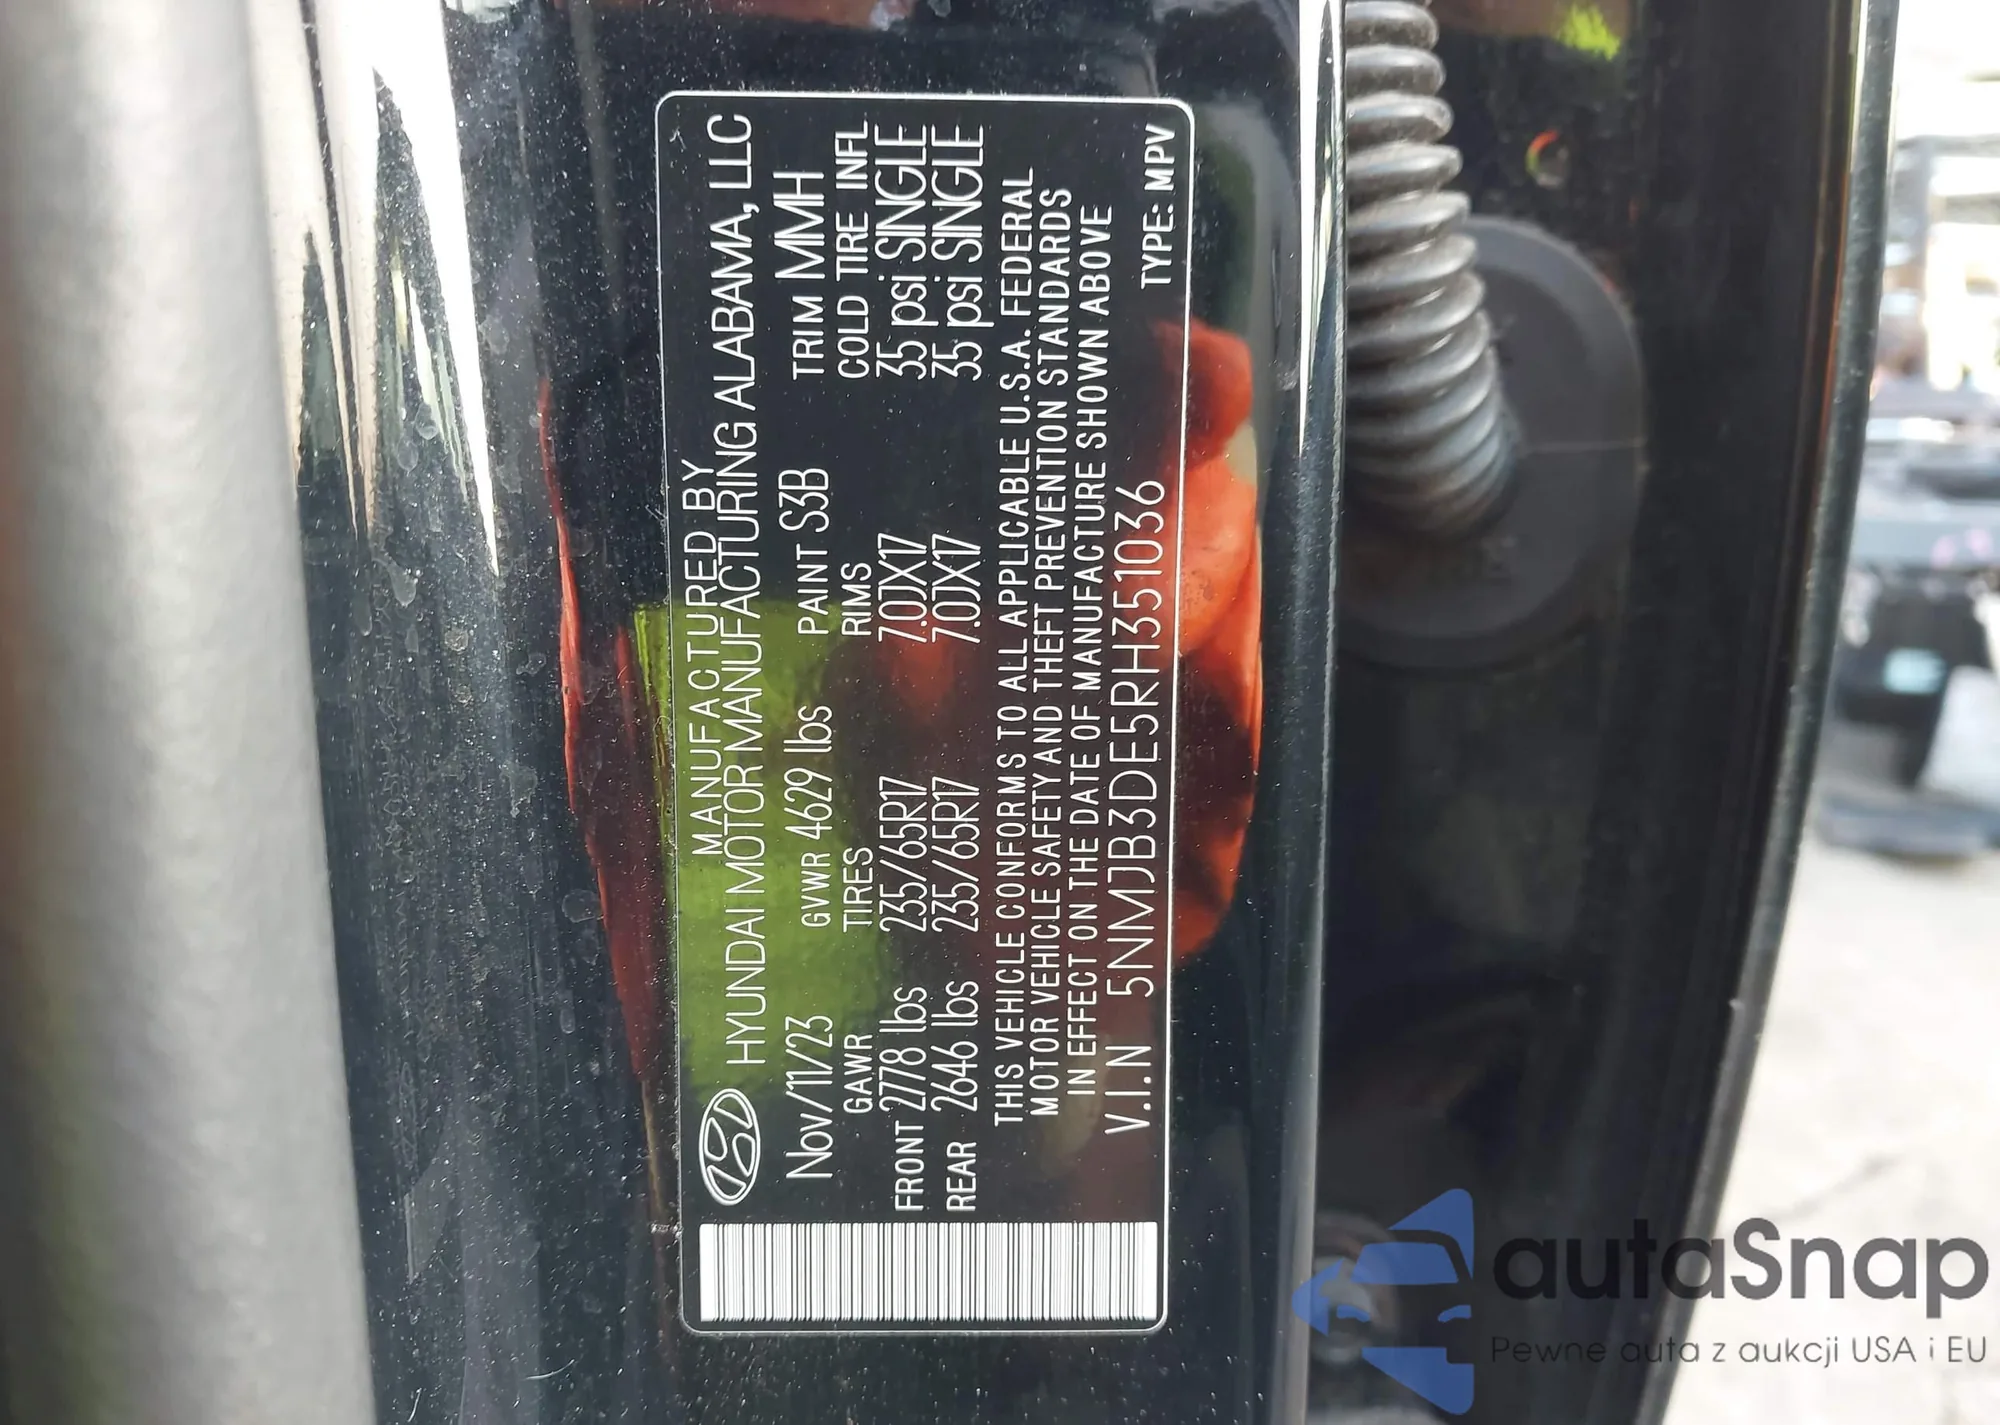 MANUFACTURED BY
HYUNDAI MOTOR MANUFACTURING ALABAMA, LLC
Nov/11/23 GVWR 4629 lbs PAINT S3B TRIM MMH
GAWR TIRES RIMS COLD TIRE INFL
FRONT 2778 lbs 235/65R17 7.0JX17 35 psi SINGLE
REAR 2646 lbs 235/65R17 7.0JX17 35 psi SINGLE
THIS VEHICLE CONFORMS TO ALL APPLICABLE U.S.A. FEDERAL
MOTOR VEHICLE SAFETY AND THEFT PREVENTION STANDARDS
IN EFFECT ON THE DATE OF MANUFACTURE SHOWN ABOVE
V.I.N 5NMJB3DE5RH351036
TYPE: MPV
autaSnap
Pewne auta z aukcji USA i EU